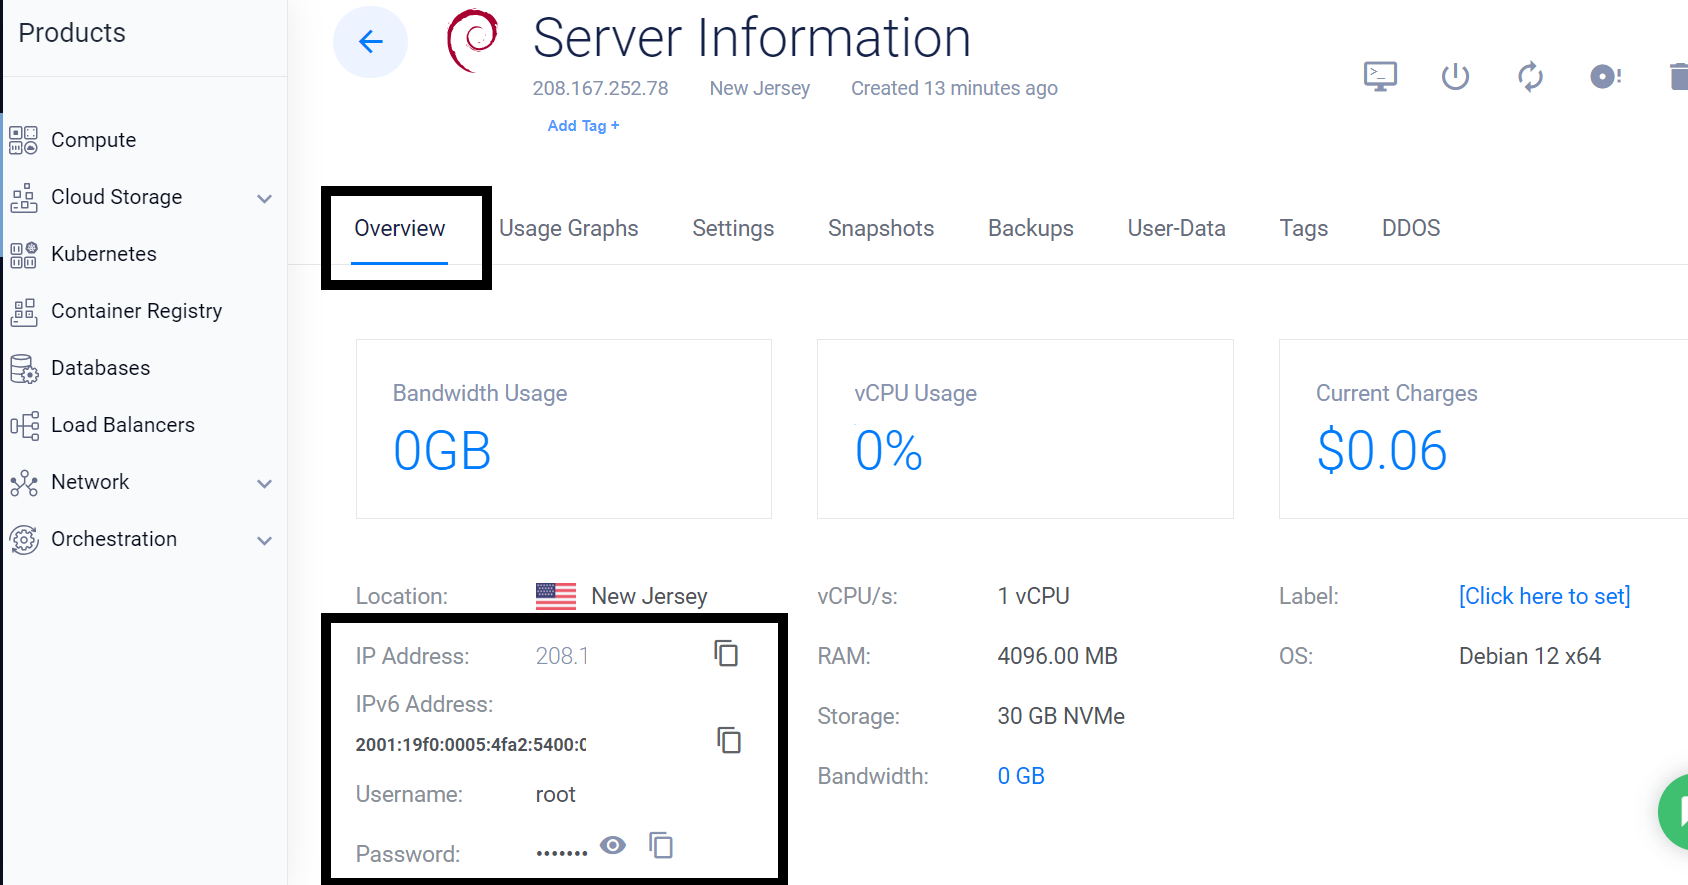 Products
Compute
Cloud Storage
Kubernetes
Container Registry
Databases
Load Balancers
Network
Orchestration
Server Information
208.167.252.78 New Jersey Created 13 minutes ago
Add Tag +
Overview Usage Graphs Settings Snapshots Backups User-Data Tags DDOS
Bandwidth Usage
0GB
vCPU Usage
0%
Current Charges
$0.06
Location: New Jersey
IP Address: 208.1
IPv6 Address:
2001:19f0:0005:4fa2:5400:0
Username: root
Password: •••••••
vCPU/s: 1 vCPU
RAM: 4096.00 MB
Storage: 30 GB NVMe
Bandwidth: 0 GB
Label: [Click here to set]
OS: Debian 12 x64